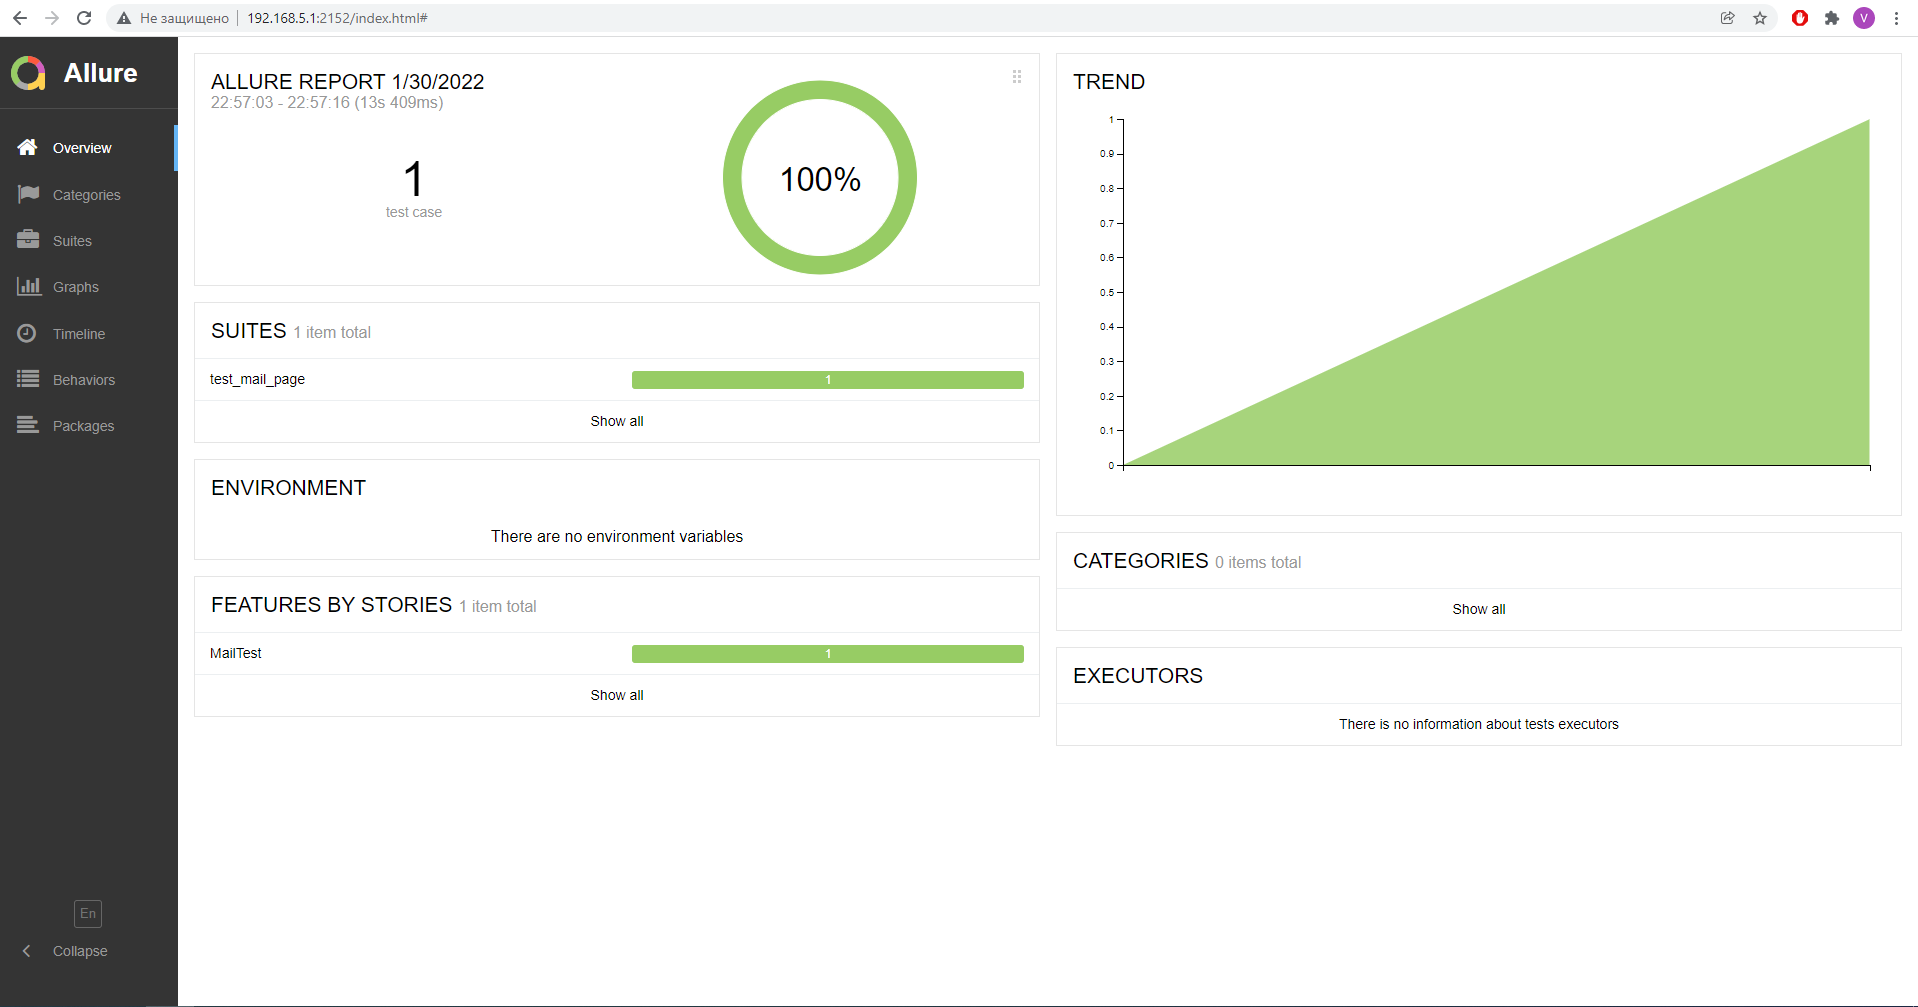 Не защищено
192.168.5.1:2152/index.html#
V
Allure
Overview
Categories
Suites
Graphs
Timeline
Behaviors
Packages
En
Collapse
ALLURE REPORT 1/30/2022
22:57:03 - 22:57:16 (13s 409ms)
1
test case
100%
SUITES 1 item total
test_mail_page 1
Show all
ENVIRONMENT
There are no environment variables
FEATURES BY STORIES 1 item total
MailTest 1
Show all
TREND
1
0.9
0.8
0.7
0.6
0.5
0.4
0.3
0.2
0.1
0
CATEGORIES 0 items total
Show all
EXECUTORS
There is no information about tests executors